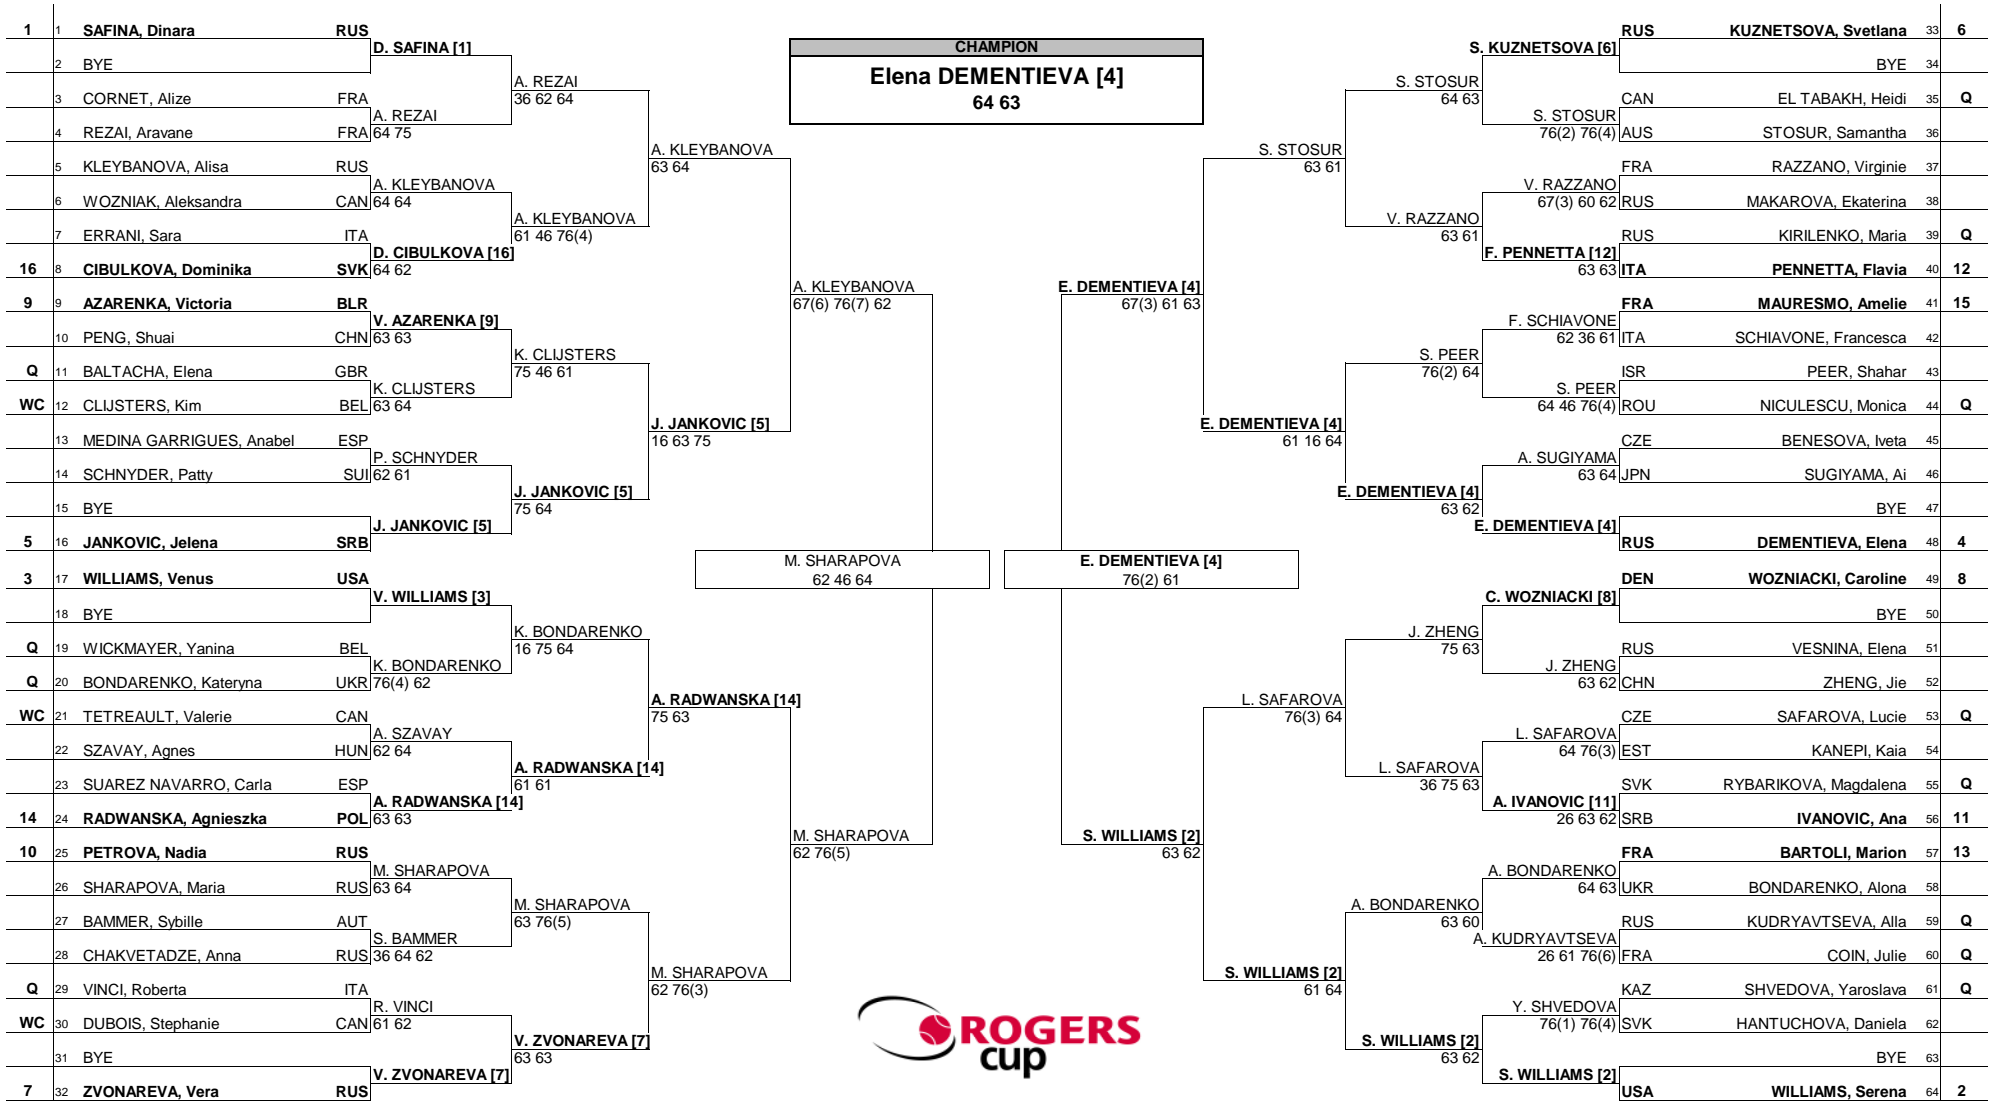 CHAMPION
Elena DEMENTIEVA [4]
64 63
1 1 SAFINA, Dinara RUS
2 BYE
3 CORNET, Alize FRA
4 REZAI, Aravane FRA
5 KLEYBANOVA, Alisa RUS
6 WOZNIAK, Aleksandra CAN
7 ERRANI, Sara ITA
16 8 CIBULKOVA, Dominika SVK
9 9 AZARENKA, Victoria BLR
10 PENG, Shuai CHN
Q 11 BALTACHA, Elena GBR
WC 12 CLIJSTERS, Kim BEL
13 MEDINA GARRIGUES, Anabel ESP
14 SCHNYDER, Patty SUI
15 BYE
5 16 JANKOVIC, Jelena SRB
3 17 WILLIAMS, Venus USA
18 BYE
Q 19 WICKMAYER, Yanina BEL
Q 20 BONDARENKO, Kateryna UKR
WC 21 TETREAULT, Valerie CAN
22 SZAVAY, Agnes HUN
23 SUAREZ NAVARRO, Carla ESP
14 24 RADWANSKA, Agnieszka POL
10 25 PETROVA, Nadia RUS
26 SHARAPOVA, Maria RUS
27 BAMMER, Sybille AUT
28 CHAKVETADZE, Anna RUS
Q 29 VINCI, Roberta ITA
WC 30 DUBOIS, Stephanie CAN
31 BYE
7 32 ZVONAREVA, Vera RUS
D. SAFINA [1]
A. REZAI
64 75
A. KLEYBANOVA
64 64
D. CIBULKOVA [16]
64 62
V. AZARENKA [9]
63 63
K. CLIJSTERS
63 64
P. SCHNYDER
62 61
J. JANKOVIC [5]
V. WILLIAMS [3]
K. BONDARENKO
76(4) 62
A. SZAVAY
62 64
A. RADWANSKA [14]
63 63
M. SHARAPOVA
63 64
S. BAMMER
36 64 62
R. VINCI
61 62
V. ZVONAREVA [7]
A. REZAI
36 62 64
A. KLEYBANOVA
61 46 76(4)
K. CLIJSTERS
75 46 61
J. JANKOVIC [5]
75 64
K. BONDARENKO
16 75 64
A. RADWANSKA [14]
61 61
M. SHARAPOVA
63 76(5)
V. ZVONAREVA [7]
63 63
A. KLEYBANOVA
63 64
J. JANKOVIC [5]
16 63 75
A. RADWANSKA [14]
75 63
M. SHARAPOVA
62 76(3)
A. KLEYBANOVA
67(6) 76(7) 62
M. SHARAPOVA
62 76(5)
M. SHARAPOVA
62 46 64
E. DEMENTIEVA [4]
76(2) 61
E. DEMENTIEVA [4]
67(3) 61 63
S. WILLIAMS [2]
63 62
S. STOSUR
63 61
E. DEMENTIEVA [4]
61 16 64
L. SAFAROVA
76(3) 64
S. WILLIAMS [2]
61 64
S. STOSUR
64 63
V. RAZZANO
63 61
S. PEER
76(2) 64
E. DEMENTIEVA [4]
63 62
J. ZHENG
75 63
L. SAFAROVA
36 75 63
A. BONDARENKO
63 60
S. WILLIAMS [2]
63 62
S. KUZNETSOVA [6]
S. STOSUR
76(2) 76(4)
V. RAZZANO
67(3) 60 62
F. PENNETTA [12]
63 63
F. SCHIAVONE
62 36 61
S. PEER
64 46 76(4)
A. SUGIYAMA
63 64
E. DEMENTIEVA [4]
C. WOZNIACKI [8]
J. ZHENG
63 62
L. SAFAROVA
64 76(3)
A. IVANOVIC [11]
26 63 62
A. BONDARENKO
64 63
A. KUDRYAVTSEVA
26 61 76(6)
Y. SHVEDOVA
76(1) 76(4)
S. WILLIAMS [2]
RUS KUZNETSOVA, Svetlana 33 6
BYE 34
CAN EL TABAKH, Heidi 35 Q
AUS STOSUR, Samantha 36
FRA RAZZANO, Virginie 37
RUS MAKAROVA, Ekaterina 38
RUS KIRILENKO, Maria 39 Q
ITA PENNETTA, Flavia 40 12
FRA MAURESMO, Amelie 41 15
ITA SCHIAVONE, Francesca 42
ISR PEER, Shahar 43
ROU NICULESCU, Monica 44 Q
CZE BENESOVA, Iveta 45
JPN SUGIYAMA, Ai 46
BYE 47
RUS DEMENTIEVA, Elena 48 4
DEN WOZNIACKI, Caroline 49 8
BYE 50
RUS VESNINA, Elena 51
CHN ZHENG, Jie 52
CZE SAFAROVA, Lucie 53 Q
EST KANEPI, Kaia 54
SVK RYBARIKOVA, Magdalena 55 Q
SRB IVANOVIC, Ana 56 11
FRA BARTOLI, Marion 57 13
UKR BONDARENKO, Alona 58
RUS KUDRYAVTSEVA, Alla 59 Q
FRA COIN, Julie 60 Q
KAZ SHVEDOVA, Yaroslava 61 Q
SVK HANTUCHOVA, Daniela 62
BYE 63
USA WILLIAMS, Serena 64 2
ROGERS
cup